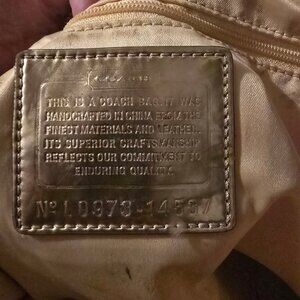 COACH
THIS IS A COACH BAG. IT WAS
HANDCRAFTED IN CHINA FROM THE
FINEST MATERIALS AND LEATHER.
ITS SUPERIOR CRAFTSMANSHIP
REFLECTS OUR COMMITMENT TO
ENDURING QUALITY.
Nº L0973-14537